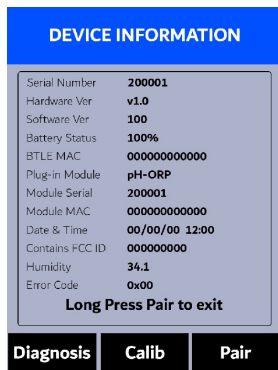 DEVICE INFORMATION
Serial Number 200001
Hardware Ver v1.0
Software Ver 100
Battery Status 100%
BTLE MAC 000000000000
Plug-in Module pH-ORP
Module Serial 200001
Module MAC 000000000000
Date & Time 00/00/00 12:00
Contains FCC ID 000000000
Humidity 34.1
Error Code 0x00
Long Press Pair to exit
Diagnosis Calib Pair